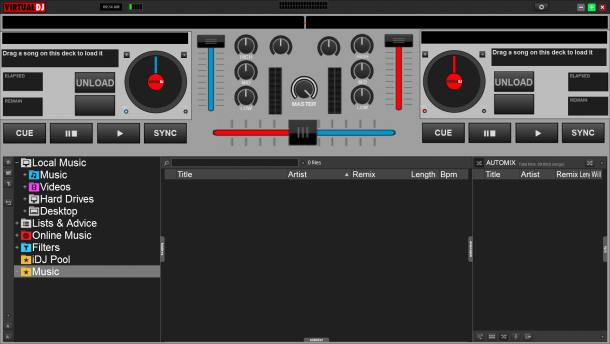 VIRTUAL DJ
Drag a song on this deck to load it
Drag a song on this deck to load it
ELAPSED
UNLOAD
REMAIN
HIGH
MID
LOW
MASTER
HIGH
MID
LOW
UNLOAD
ELAPSED
REMAIN
CUE
SYNC
CUE
SYNC
Local Music
Music
Videos
Hard Drives
Desktop
Lists & Advice
Online Music
Filters
iDJ Pool
Music
0 files
Title Artist Remix Length Bpm
AUTOMIX
Title Artist Remix Len Will